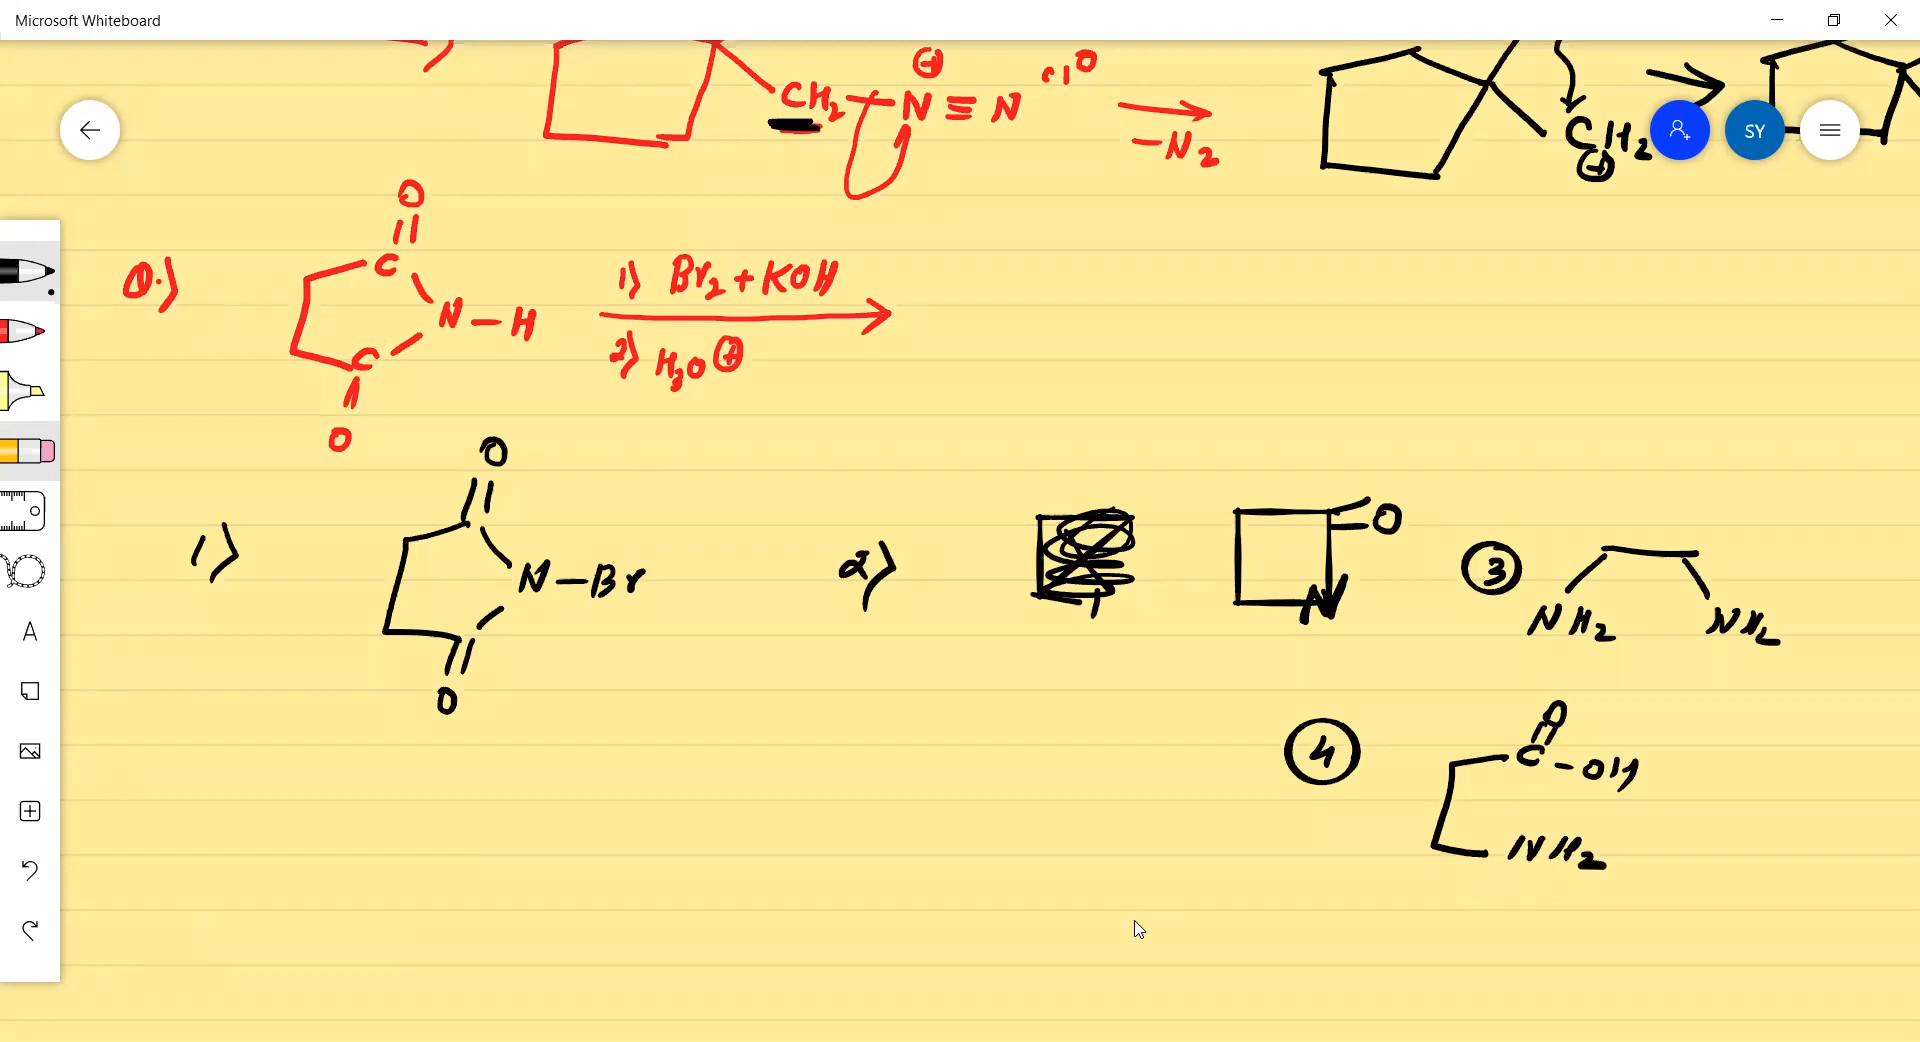 Microsoft Whiteboard
CH2 — N ≡ N
⊕
-N2
CH2
⊕
SY
Q.)
O
C
N - H
C
O
1) Br2 + KOH
2) H3O ⊕
1)
O
N - Br
O
2)
O
N
3
NH2
NH2
4
O
C - OH
NH2
A